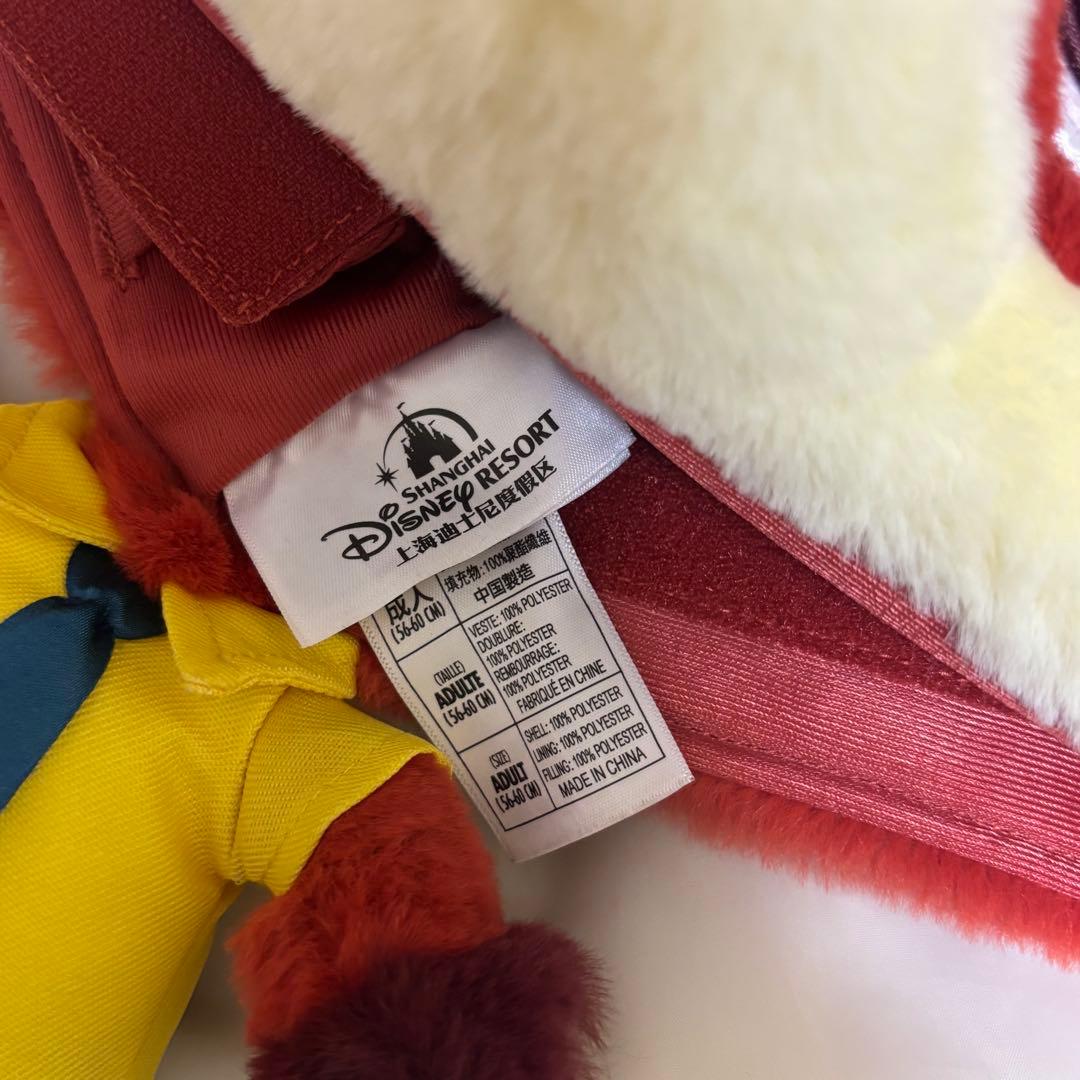 SHANGHAI
DISNEY RESORT
上海迪士尼度假区
成人
(56-60 CM)
填充物: 100%聚酯纖維
中国製造
(TAILLE)
ADULTE
(56-60 CM)
VESTE: 100% POLYESTER
DOUBLURE:
100% POLYESTER
REMBOURRAGE:
100% POLYESTER
FABRIQUÉ EN CHINE
(SIZE)
ADULT
(56-60 CM)
SHELL: 100% POLYESTER
LINING: 100% POLYESTER
FILLING: 100% POLYESTER
MADE IN CHINA